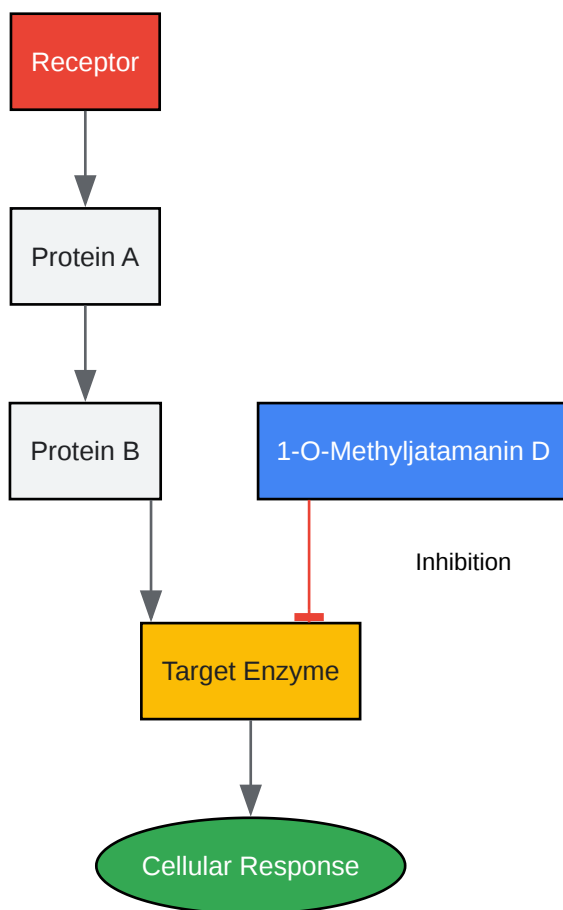 Receptor
Protein A
Protein B
1-O-Methyljatamanin D
Inhibition
Target Enzyme
Cellular Response